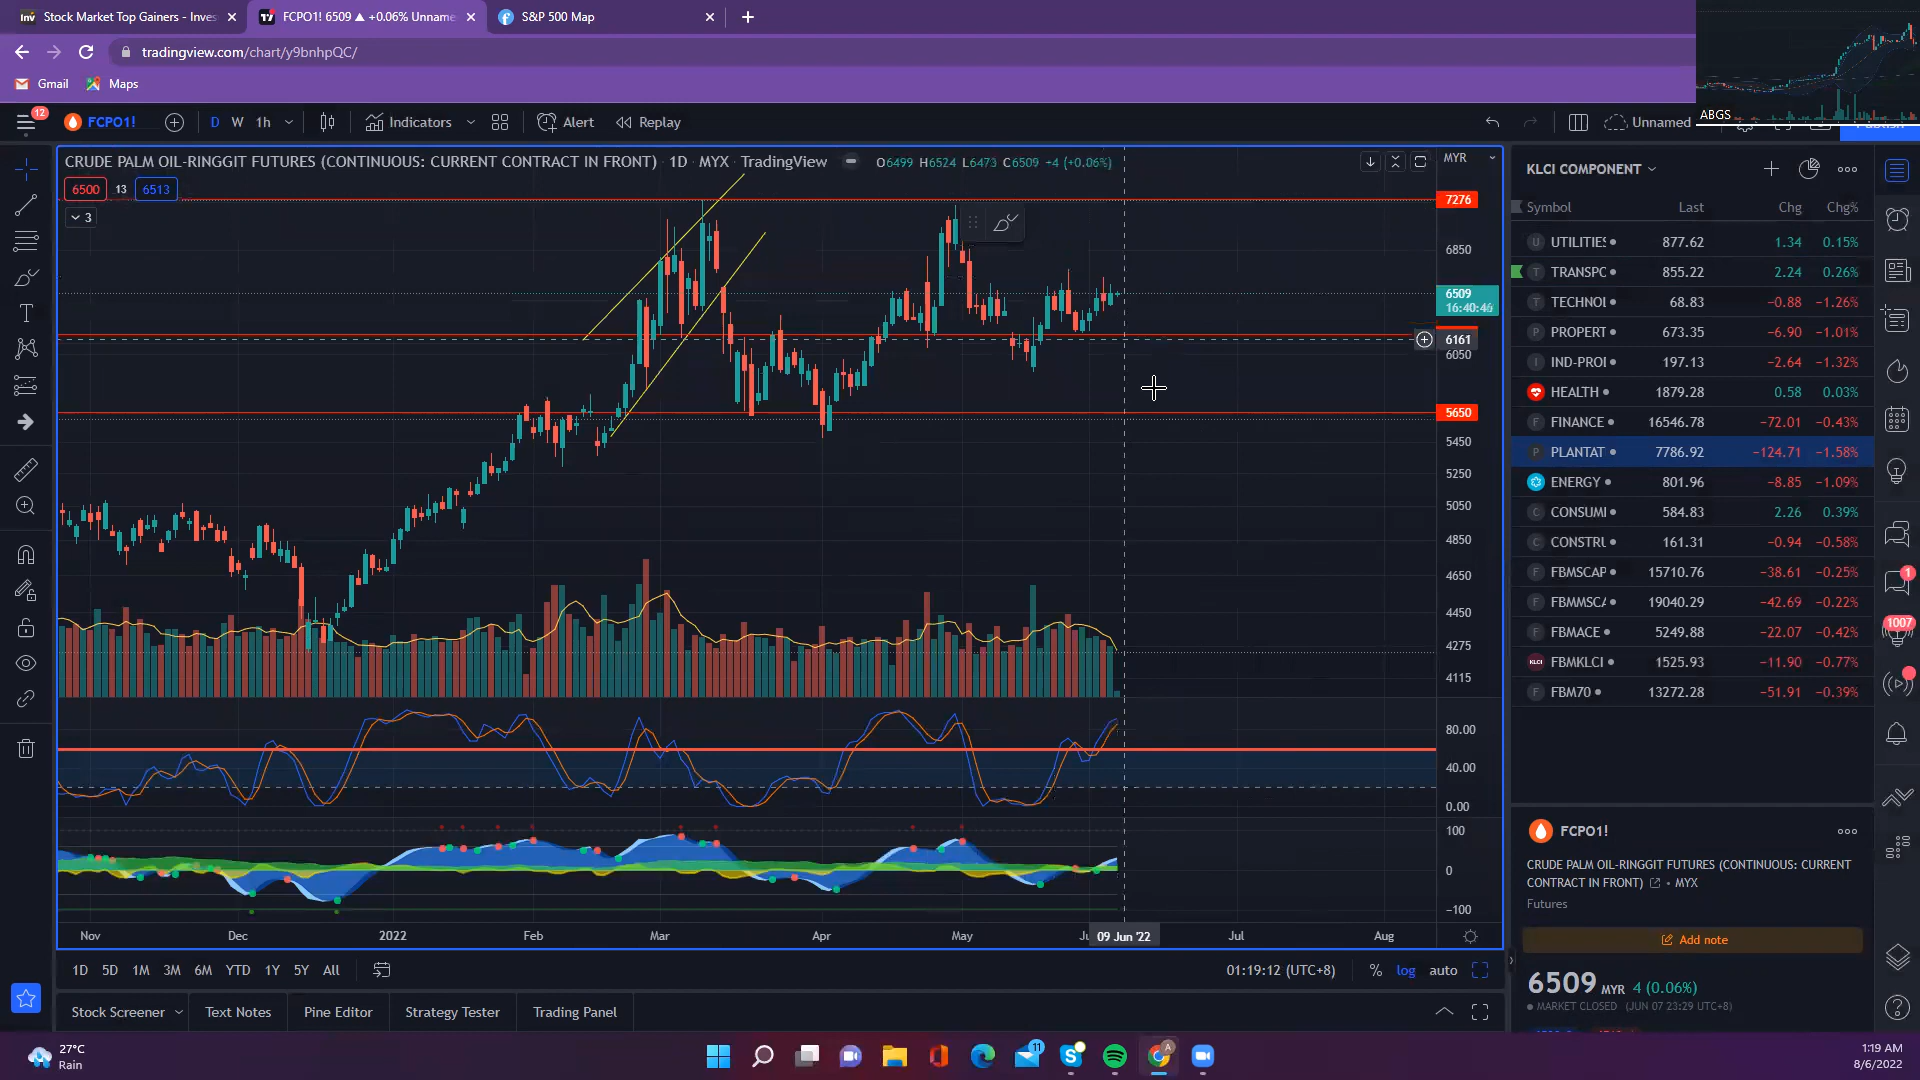 Stock Market Top Gainers - Inves
FCPO1! 6509 ▲ +0.06% Unname
S&P 500 Map
tradingview.com/chart/y9bnhpQC/
Gmail
Maps
ABGS
12
FCPO1!
D W 1h
Indicators
Alert
Replay
Unnamed
CRUDE PALM OIL-RINGGIT FUTURES (CONTINUOUS: CURRENT CONTRACT IN FRONT) · 1D · MYX · TradingView
O6499 H6524 L6473 C6509 +4 (+0.06%)
MYR
6500 13 6513
3
7276
6850
6509
16:40:46
6161
6050
5650
5450
5250
5050
4850
4650
4450
4275
4115
80.00
40.00
0.00
100
0
−100
Nov Dec 2022 Feb Mar Apr May Ju 09 Jun '22 Jul Aug
1D 5D 1M 3M 6M YTD 1Y 5Y All
01:19:12 (UTC+8) % log auto
Stock Screener Text Notes Pine Editor Strategy Tester Trading Panel
KLCI COMPONENT
Symbol Last Chg Chg%
U UTILITIES 877.62 1.34 0.15%
T TRANSPC 855.22 2.24 0.26%
T TECHNOL 68.83 −0.88 −1.26%
P PROPERT 673.35 −6.90 −1.01%
I IND-PROI 197.13 −2.64 −1.32%
HEALTH 1879.28 0.58 0.03%
F FINANCE 16546.78 −72.01 −0.43%
P PLANTAT 7786.92 −124.71 −1.58%
ENERGY 801.96 −8.85 −1.09%
C CONSUMI 584.83 2.26 0.39%
C CONSTRL 161.31 −0.94 −0.58%
F FBMSCAP 15710.76 −38.61 −0.25%
F FBMMSCA 19040.29 −42.69 −0.22%
F FBMACE 5249.88 −22.07 −0.42%
KLCI FBMKLCI 1525.93 −11.90 −0.77%
F FBM70 13272.28 −51.91 −0.39%
1
1007
FCPO1!
CRUDE PALM OIL-RINGGIT FUTURES (CONTINUOUS: CURRENT
CONTRACT IN FRONT) • MYX
Futures
Add note
6509 MYR 4 (0.06%)
MARKET CLOSED (JUN 07 23:29 UTC+8)
27°C
Rain
11
A
1:19 AM
8/6/2022